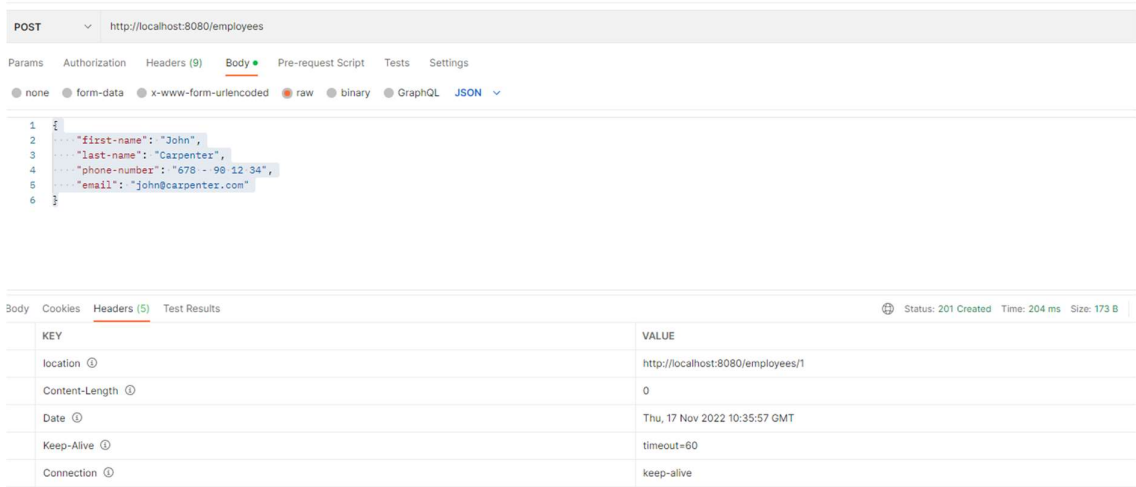 POST http://localhost:8080/employees
Params Authorization Headers (9) Body Pre-request Script Tests Settings
none form-data x-www-form-urlencoded raw binary GraphQL JSON
1 {
2 "first-name": "John",
3 "last-name": "Carpenter",
4 "phone-number": "678 - 90 12 34",
5 "email": "john@carpenter.com"
6 }
Body Cookies Headers (5) Test Results Status: 201 Created Time: 204 ms Size: 173 B
KEY VALUE
location http://localhost:8080/employees/1
Content-Length 0
Date Thu, 17 Nov 2022 10:35:57 GMT
Keep-Alive timeout=60
Connection keep-alive